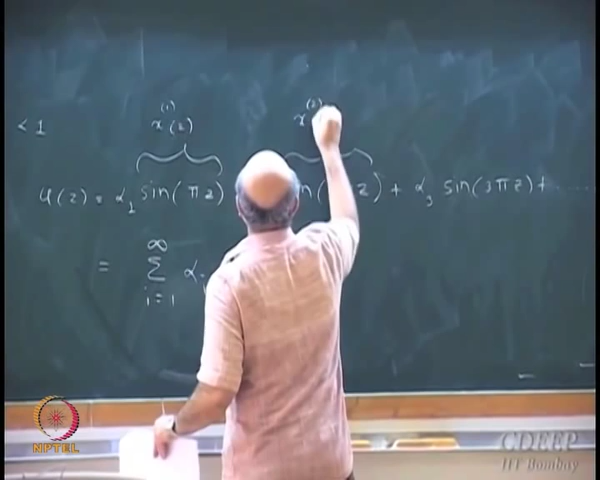 x⁽¹⁾(z) x⁽²⁾
< 1
u(z) = α₁ sin(πz) z) + α₃ sin(3πz) + ......
= ∞ Σ i=1 α
NPTEL
CDEEP
IIT Bombay